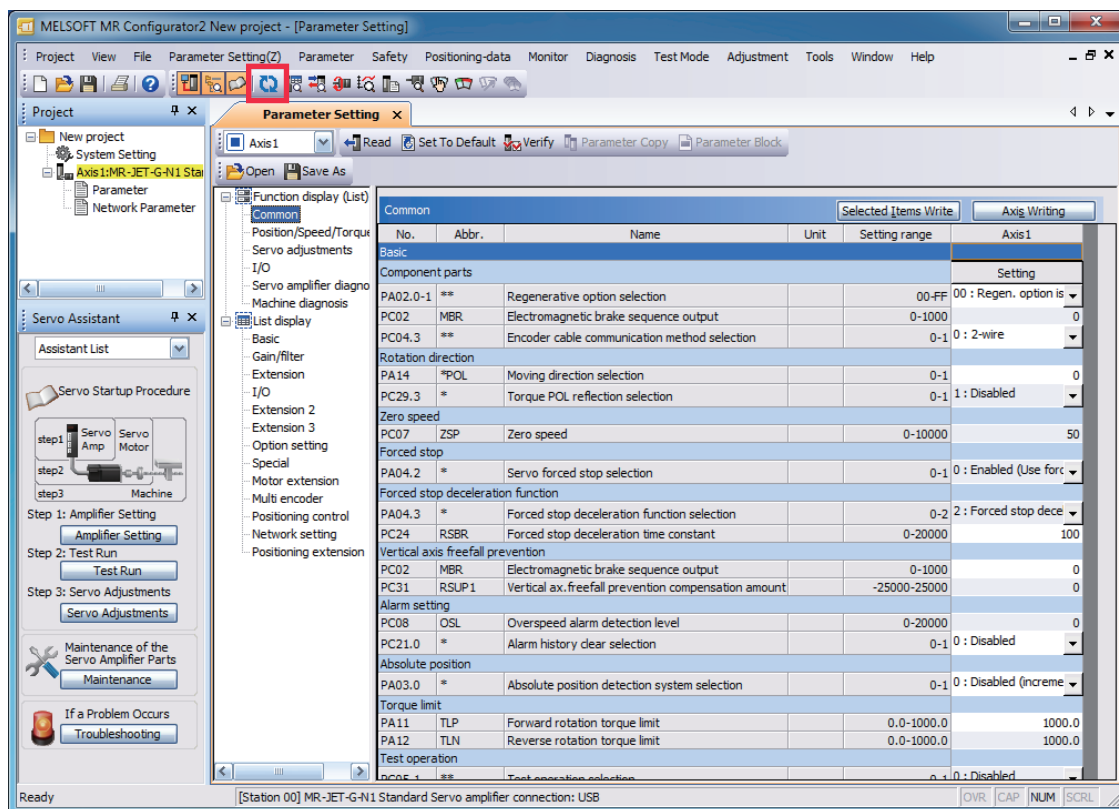 MELSOFT MR Configurator2 New project - [Parameter Setting]
Project View File Parameter Setting(Z) Parameter Safety Positioning-data Monitor Diagnosis Test Mode Adjustment Tools Window Help
Project
New project
System Setting
Axis1:MR-JET-G-N1 Sta
Parameter
Network Parameter
Servo Assistant
Assistant List
Servo Startup Procedure
step1 Servo Amp Servo Motor
step2
step3 Machine
Step 1: Amplifier Setting
Amplifier Setting
Step 2: Test Run
Test Run
Step 3: Servo Adjustments
Servo Adjustments
Maintenance of the
Servo Amplifier Parts
Maintenance
If a Problem Occurs
Troubleshooting
Parameter Setting
Axis1 Read Set To Default Verify Parameter Copy Parameter Block
Open Save As
Function display (List)
Common
Position/Speed/Torque
Servo adjustments
I/O
Servo amplifier diagno
Machine diagnosis
List display
Basic
Gain/filter
Extension
I/O
Extension 2
Extension 3
Option setting
Special
Motor extension
Multi encoder
Positioning control
Network setting
Positioning extension
Common Selected Items Write Axis Writing
No. Abbr. Name Unit Setting range Axis1
Basic
Component parts Setting
PA02.0-1 ** Regenerative option selection 00-FF 00 : Regen. option is
PC02 MBR Electromagnetic brake sequence output 0-1000 0
PC04.3 ** Encoder cable communication method selection 0-1 0 : 2-wire
Rotation direction
PA14 *POL Moving direction selection 0-1 0
PC29.3 * Torque POL reflection selection 0-1 1 : Disabled
Zero speed
PC07 ZSP Zero speed 0-10000 50
Forced stop
PA04.2 * Servo forced stop selection 0-1 0 : Enabled (Use forc
Forced stop deceleration function
PA04.3 * Forced stop deceleration function selection 0-2 2 : Forced stop dece
PC24 RSBR Forced stop deceleration time constant 0-20000 100
Vertical axis freefall prevention
PC02 MBR Electromagnetic brake sequence output 0-1000 0
PC31 RSUP1 Vertical ax.freefall prevention compensation amount -25000-25000 0
Alarm setting
PC08 OSL Overspeed alarm detection level 0-20000 0
PC21.0 * Alarm history clear selection 0-1 0 : Disabled
Absolute position
PA03.0 * Absolute position detection system selection 0-1 0 : Disabled (increme
Torque limit
PA11 TLP Forward rotation torque limit 0.0-1000.0 1000.0
PA12 TLN Reverse rotation torque limit 0.0-1000.0 1000.0
Test operation
PC05.1 ** Test operation selection 0-1 0 : Disabled
Ready [Station 00] MR-JET-G-N1 Standard Servo amplifier connection: USB OVR CAP NUM SCRL